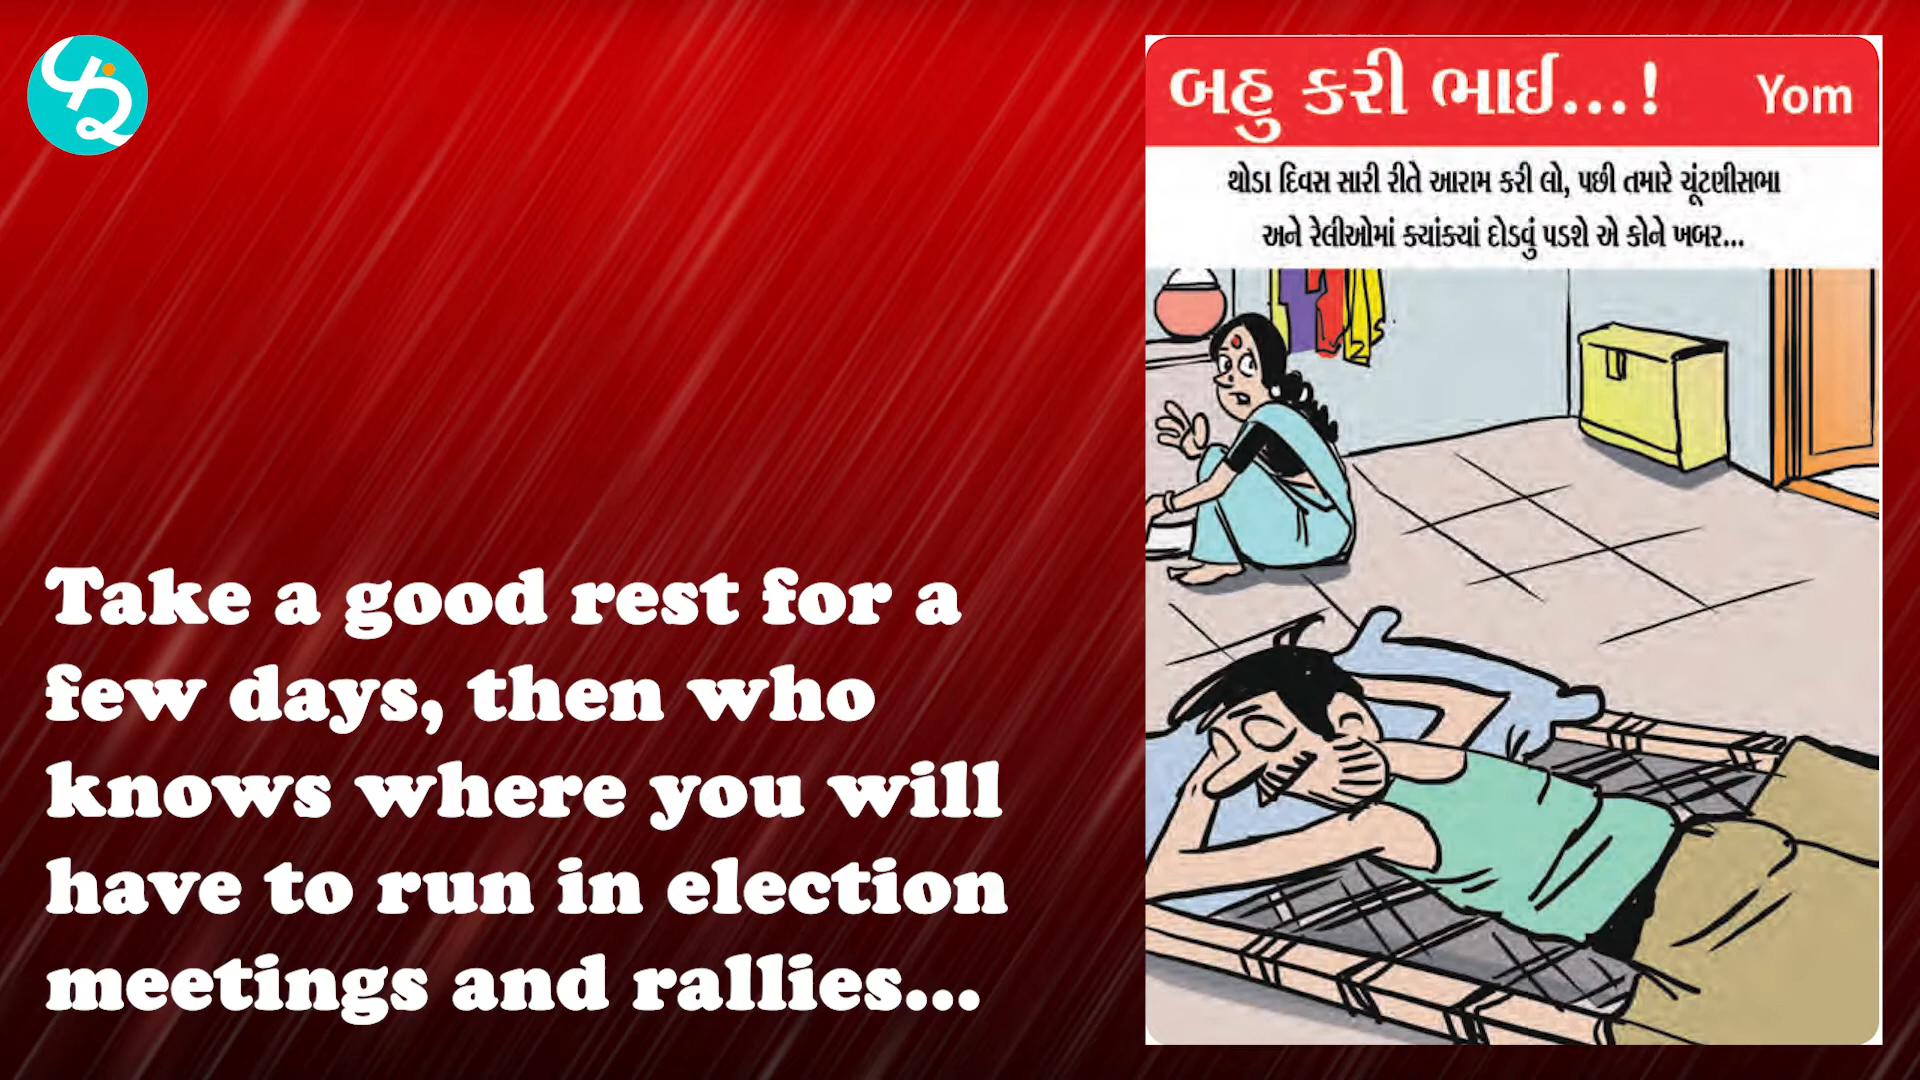 બહુ કરી ભાઈ...!
Yom
થોડા દિવસ સારી રીતે આરામ કરી લો, પછી તમારે ચૂંટણીસભા
અને રેલીઓમાં ક્યાંક્યાં દોડવું પડશે એ કોને ખબર...
Take a good rest for a
few days, then who
knows where you will
have to run in election
meetings and rallies...